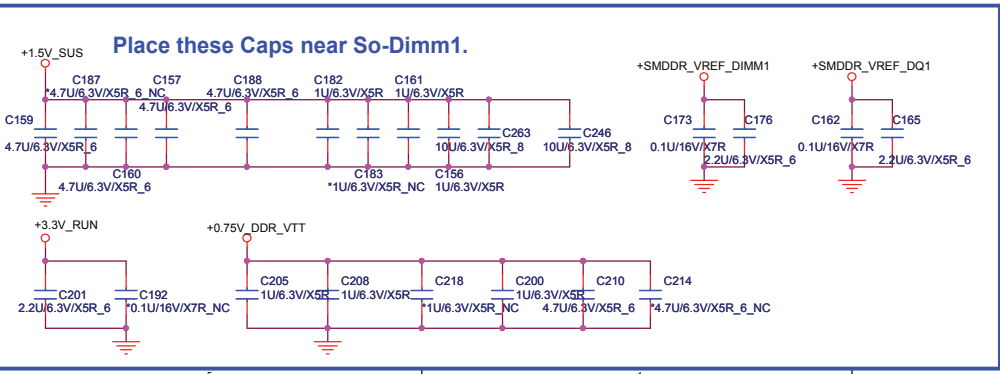 Place these Caps near So-Dimm1.
+1.5V_SUS
C187
*4.7U/6.3V/X5R_6_NC
C157
4.7U/6.3V/X5R_6
C188
4.7U/6.3V/X5R_6
C182
1U/6.3V/X5R
C161
1U/6.3V/X5R
C159
4.7U/6.3V/X5R_6
C160
4.7U/6.3V/X5R_6
C183
*1U/6.3V/X5R_NC
C156
1U/6.3V/X5R
C263
10U/6.3V/X5R_8
C246
10U/6.3V/X5R_8
+SMDDR_VREF_DIMM1
C173
0.1U/16V/X7R
C176
2.2U/6.3V/X5R_6
+SMDDR_VREF_DQ1
C162
0.1U/16V/X7R
C165
2.2U/6.3V/X5R_6
+3.3V_RUN
C201
2.2U/6.3V/X5R_6
C192
*0.1U/16V/X7R_NC
+0.75V_DDR_VTT
C205
1U/6.3V/X5R
C208
1U/6.3V/X5R
C218
*1U/6.3V/X5R_NC
C200
1U/6.3V/X5R
C210
4.7U/6.3V/X5R_6
C214
*4.7U/6.3V/X5R_6_NC